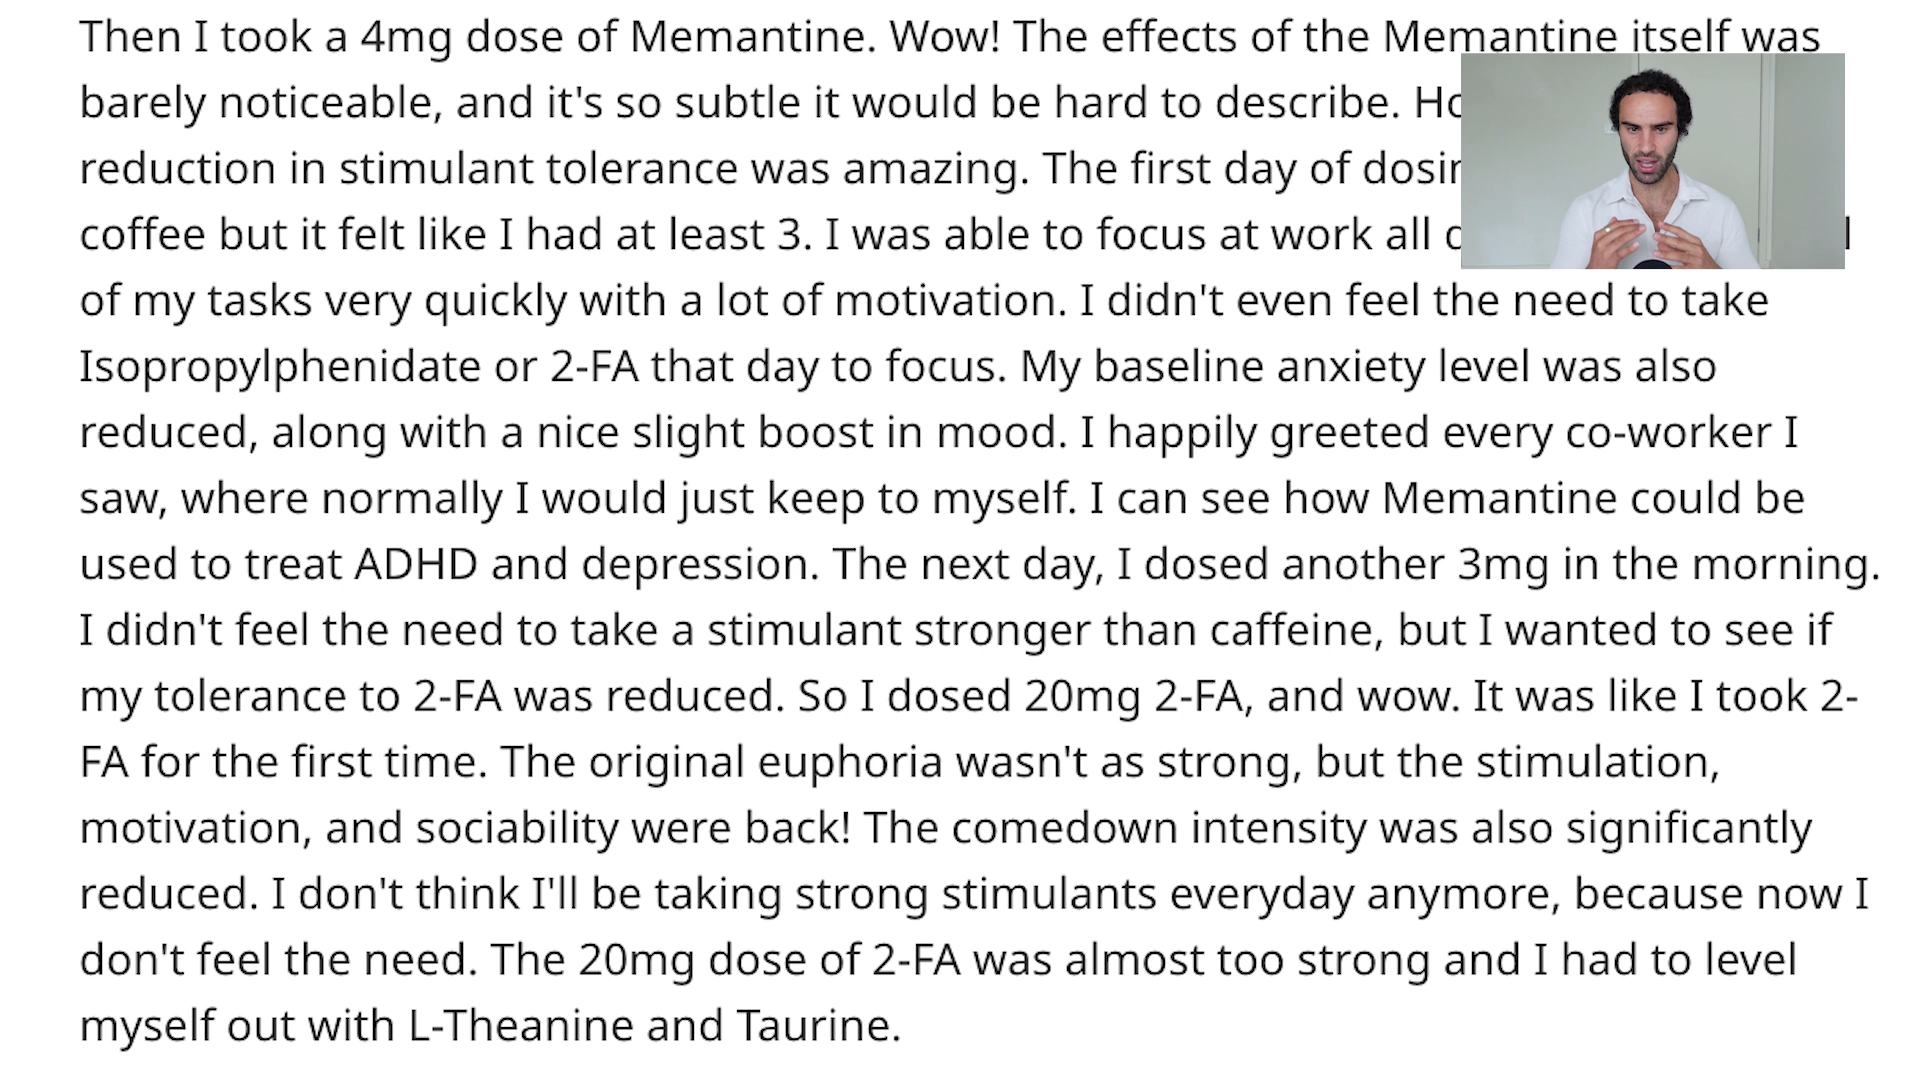 Then I took a 4mg dose of Memantine. Wow! The effects of the Memantine itself was
barely noticeable, and it's so subtle it would be hard to describe.
reduction in stimulant tolerance was amazing. The first day of
coffee but it felt like I had at least 3. I was able to focus at work all
of my tasks very quickly with a lot of motivation. I didn't even feel the need to take
Isopropylphenidate or 2-FA that day to focus. My baseline anxiety level was also
reduced, along with a nice slight boost in mood. I happily greeted every co-worker I
saw, where normally I would just keep to myself. I can see how Memantine could be
used to treat ADHD and depression. The next day, I dosed another 3mg in the morning.
I didn't feel the need to take a stimulant stronger than caffeine, but I wanted to see if
my tolerance to 2-FA was reduced. So I dosed 20mg 2-FA, and wow. It was like I took 2-
FA for the first time. The original euphoria wasn't as strong, but the stimulation,
motivation, and sociability were back! The comedown intensity was also significantly
reduced. I don't think I'll be taking strong stimulants everyday anymore, because now I
don't feel the need. The 20mg dose of 2-FA was almost too strong and I had to level
myself out with L-Theanine and Taurine.